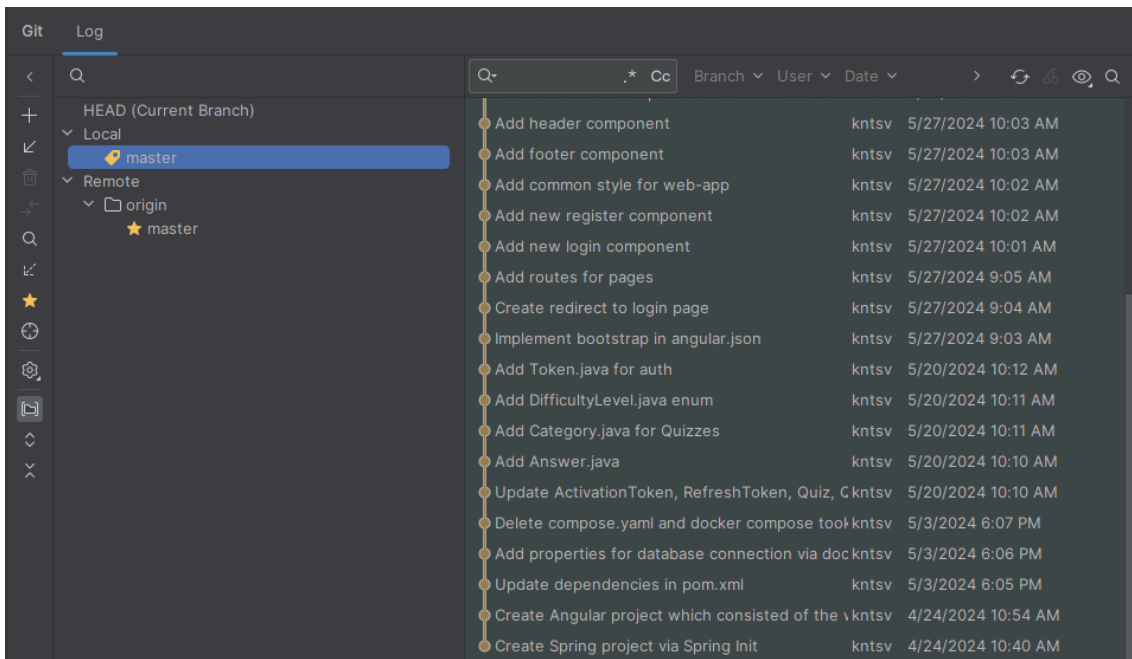 Git Log
.* Cc Branch User Date
HEAD (Current Branch)
Local
master
Remote
origin
master
Add header component kntsv 5/27/2024 10:03 AM
Add footer component kntsv 5/27/2024 10:03 AM
Add common style for web-app kntsv 5/27/2024 10:02 AM
Add new register component kntsv 5/27/2024 10:02 AM
Add new login component kntsv 5/27/2024 10:01 AM
Add routes for pages kntsv 5/27/2024 9:05 AM
Create redirect to login page kntsv 5/27/2024 9:04 AM
Implement bootstrap in angular.json kntsv 5/27/2024 9:03 AM
Add Token.java for auth kntsv 5/20/2024 10:12 AM
Add DifficultyLevel.java enum kntsv 5/20/2024 10:11 AM
Add Category.java for Quizzes kntsv 5/20/2024 10:11 AM
Add Answer.java kntsv 5/20/2024 10:10 AM
Update ActivationToken, RefreshToken, Quiz, kntsv 5/20/2024 10:10 AM
Delete compose.yaml and docker compose kntsv 5/3/2024 6:07 PM
Add properties for database connection via doc kntsv 5/3/2024 6:06 PM
Update dependencies in pom.xml kntsv 5/3/2024 6:05 PM
Create Angular project which consisted of the kntsv 4/24/2024 10:54 AM
Create Spring project via Spring Init kntsv 4/24/2024 10:40 AM